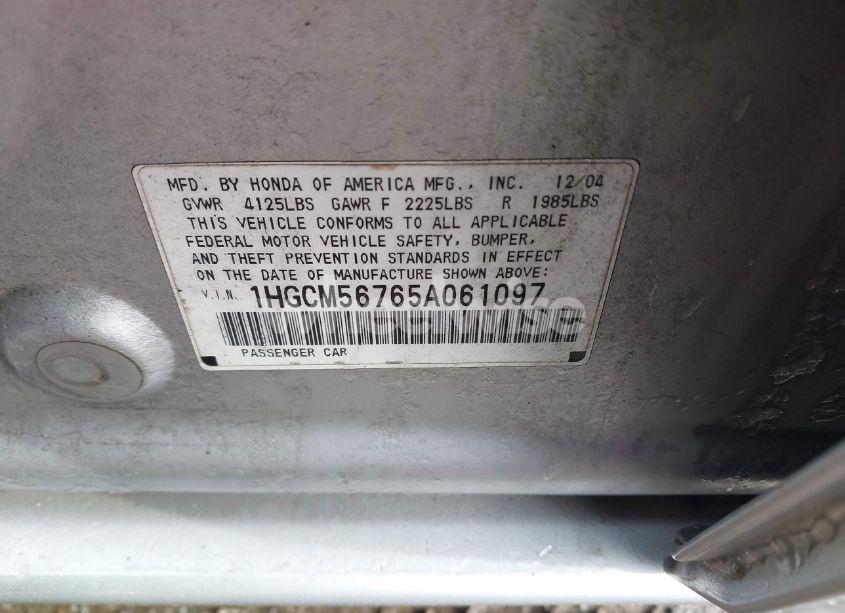 MFD. BY HONDA OF AMERICA MFG., INC. 12/04
GVWR 4125LBS GAWR F 2225LBS R 1985LBS
THIS VEHICLE CONFORMS TO ALL APPLICABLE
FEDERAL MOTOR VEHICLE SAFETY, BUMPER,
AND THEFT PREVENTION STANDARDS IN EFFECT
ON THE DATE OF MANUFACTURE SHOWN ABOVE:
V.I.N. 1HGCM56765A061097
PASSENGER CAR